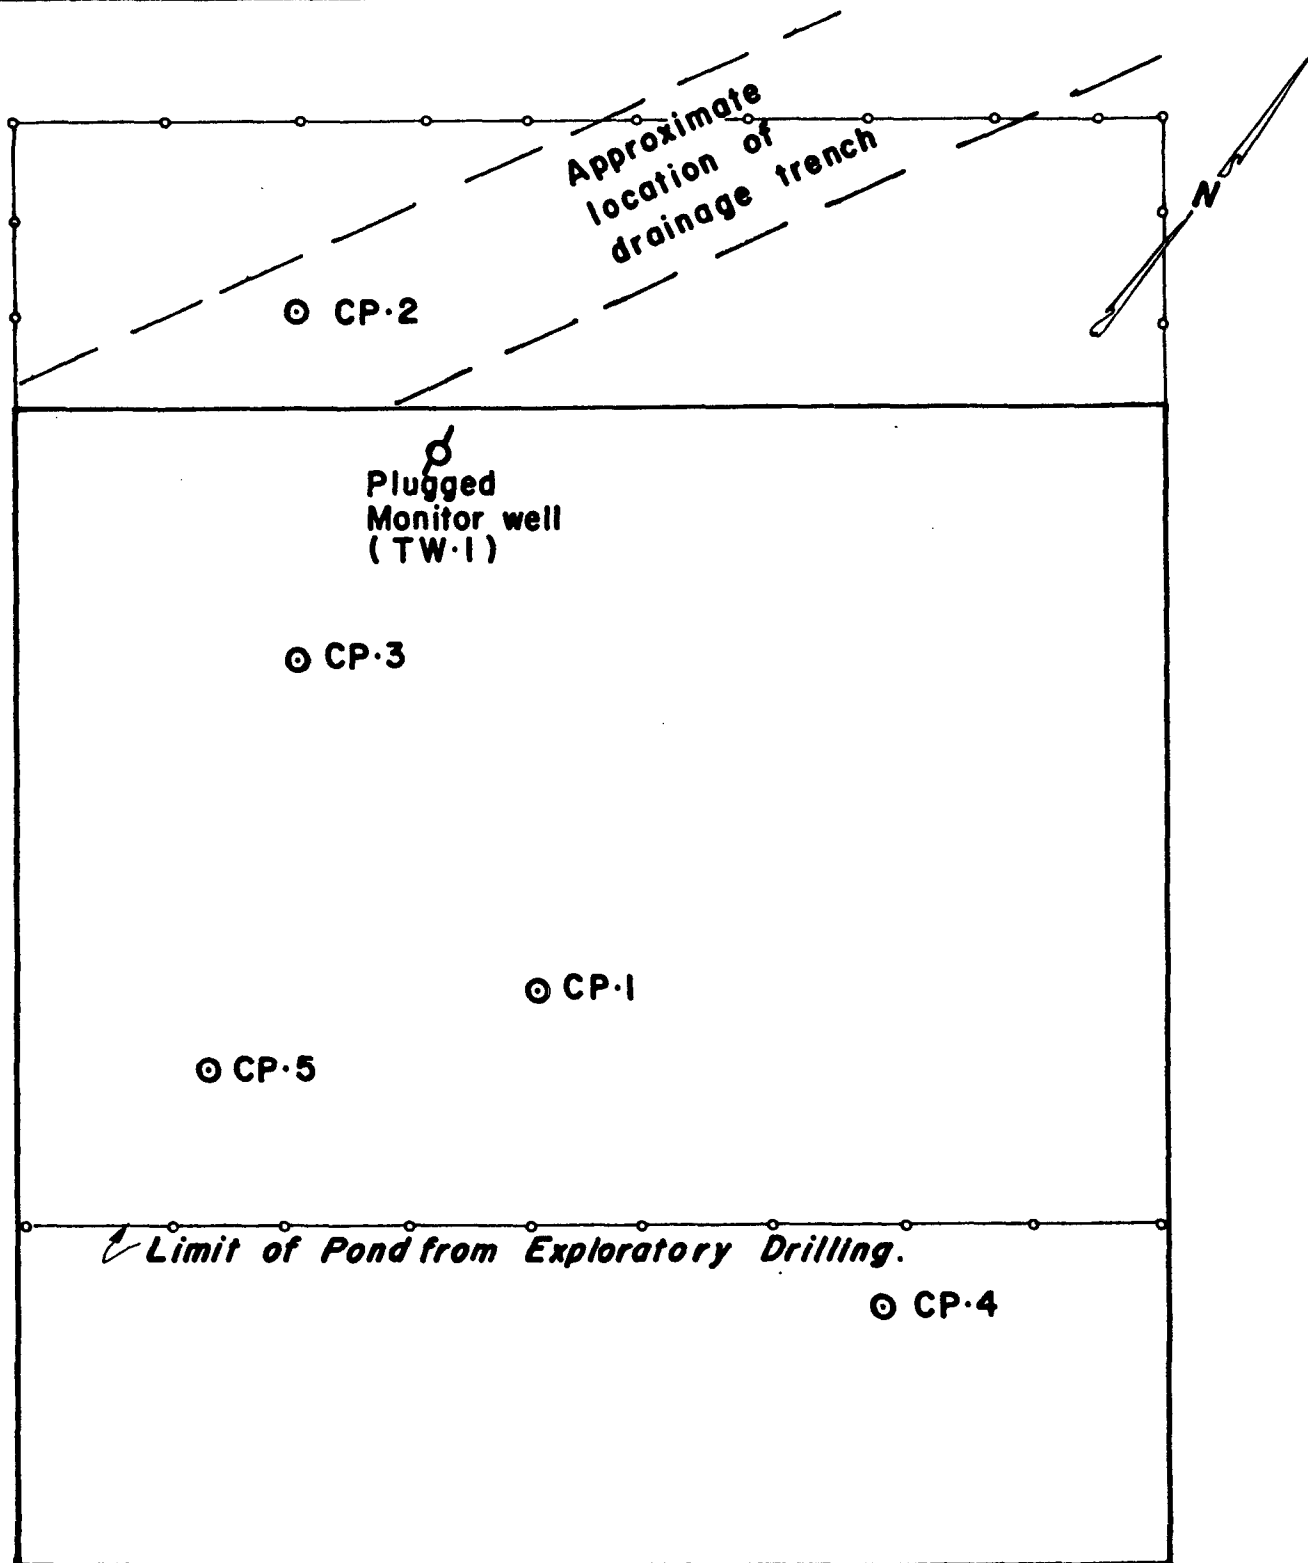 Approximate
location of
drainage trench
N
CP·2
Plugged
Monitor well
(TW·1)
CP·3
CP·1
CP·5
Limit of Pond from Exploratory Drilling.
CP·4